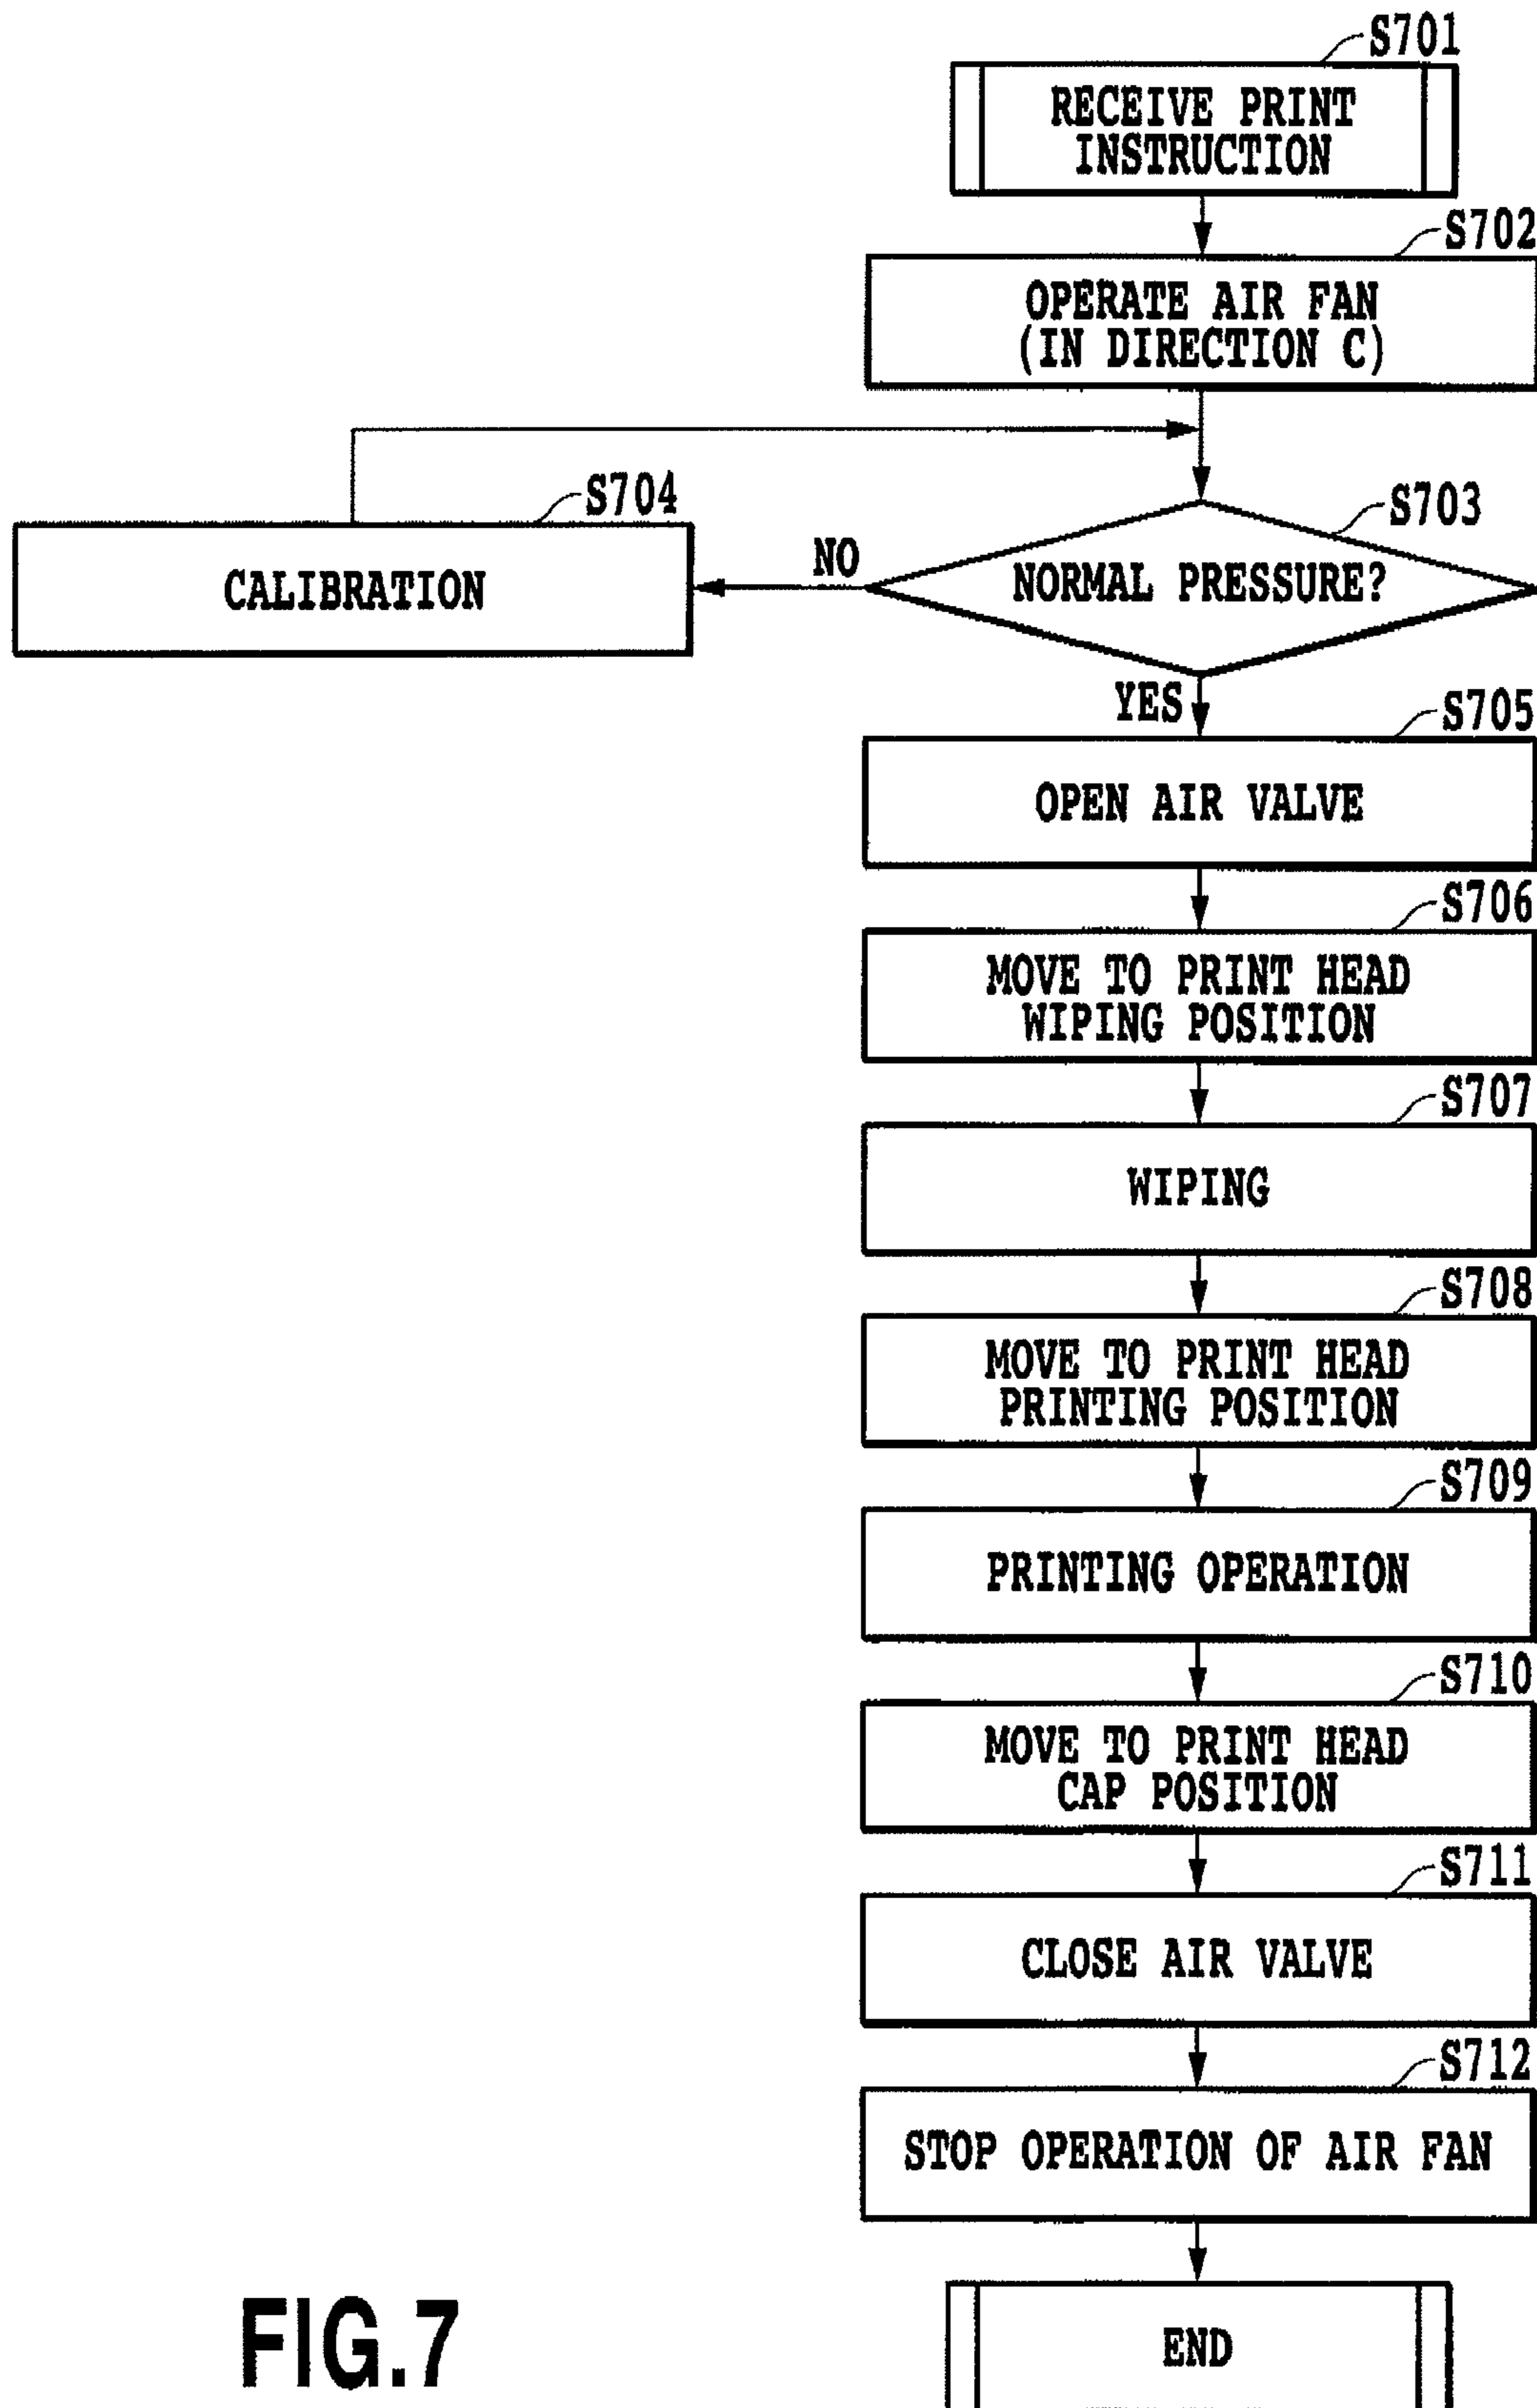 S701
RECEIVE PRINT
INSTRUCTION
S702
OPERATE AIR FAN
(IN DIRECTION C)
S704
CALIBRATION
S703
NO
NORMAL PRESSURE?
YES
S705
OPEN AIR VALVE
S706
MOVE TO PRINT HEAD
WIPING POSITION
S707
WIPING
S708
MOVE TO PRINT HEAD
PRINTING POSITION
S709
PRINTING OPERATION
S710
MOVE TO PRINT HEAD
CAP POSITION
S711
CLOSE AIR VALVE
S712
STOP OPERATION OF AIR FAN
END
FIG.7